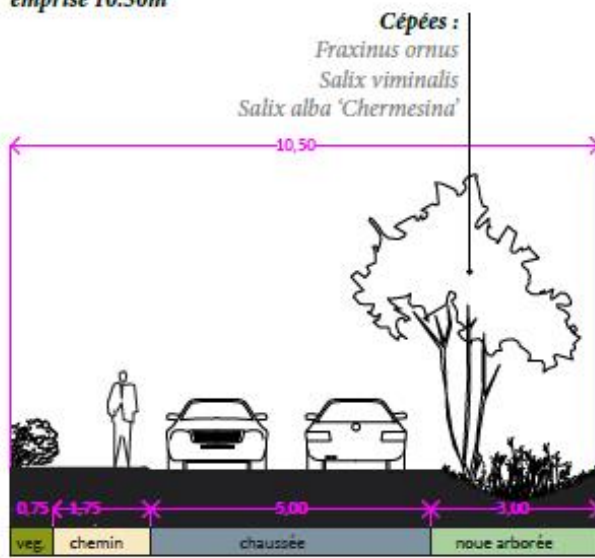 emprise 10.50m
Cépées :
Fraxinus ornus
Salix viminalis
Salix alba ‘Chermesina’
10,50
0,75 1,75 5,00 3,00
veg. chemin chaussée noue arborée